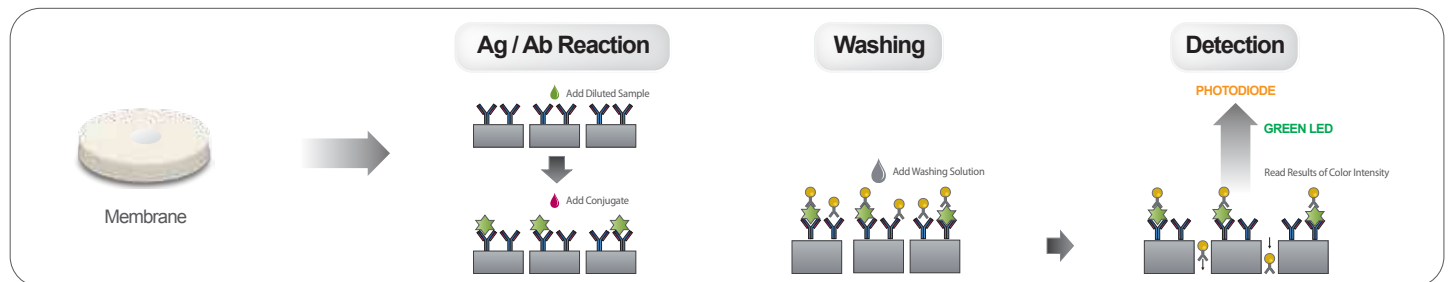 Ag / Ab Reaction
Washing
Detection
Add Diluted Sample
PHOTODIODE
GREEN LED
Add Washing Solution
Read Results of Color Intensity
Add Conjugate
Membrane